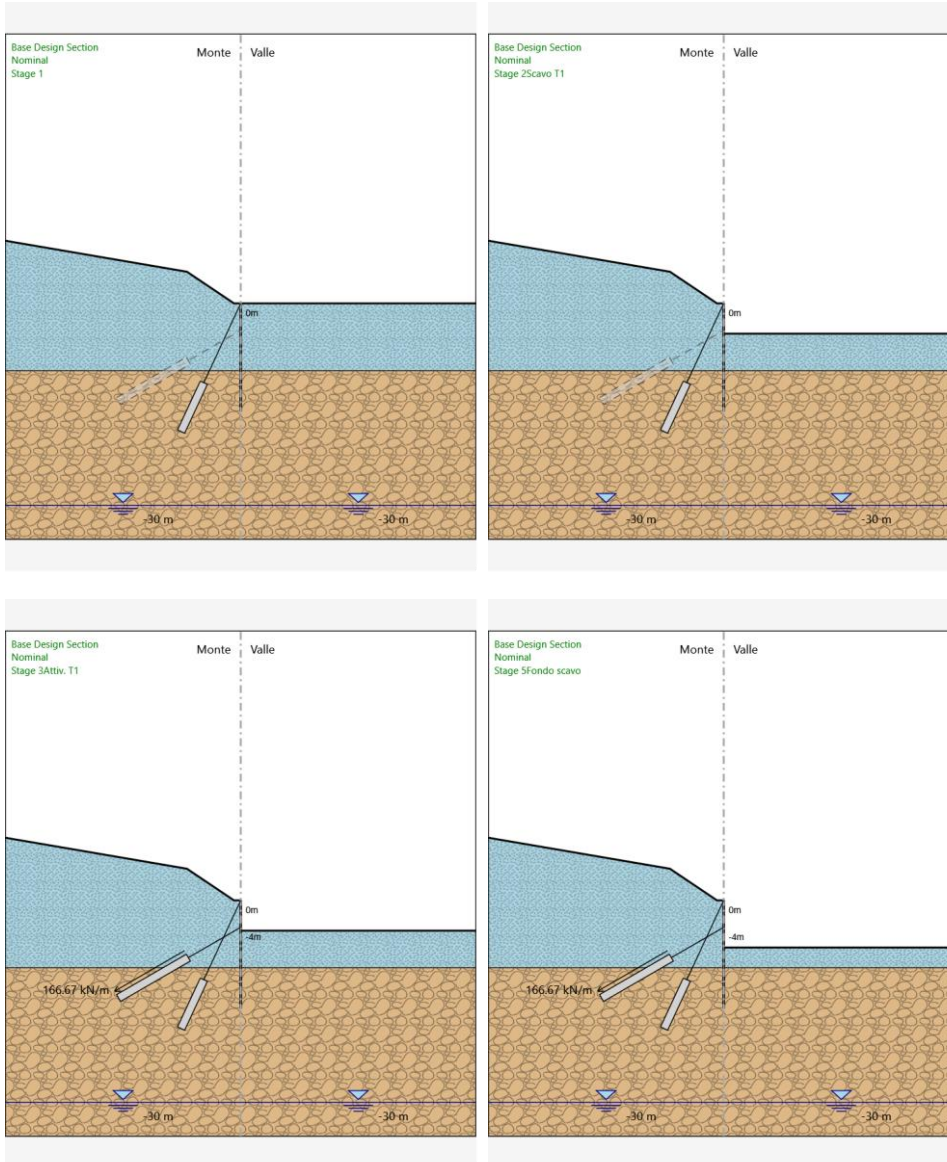 Base Design Section
Nominal
Stage 1
Monte
Valle
0m
-30 m
-30 m
Base Design Section
Nominal
Stage 2Scavo T1
Monte
Valle
0m
-30 m
-30 m
Base Design Section
Nominal
Stage 3Attiv. T1
Monte
Valle
0m
-4m
166.67 kN/m
-30 m
-30 m
Base Design Section
Nominal
Stage 5Fondo scavo
Monte
Valle
0m
-4m
166.67 kN/m
-30 m
-30 m